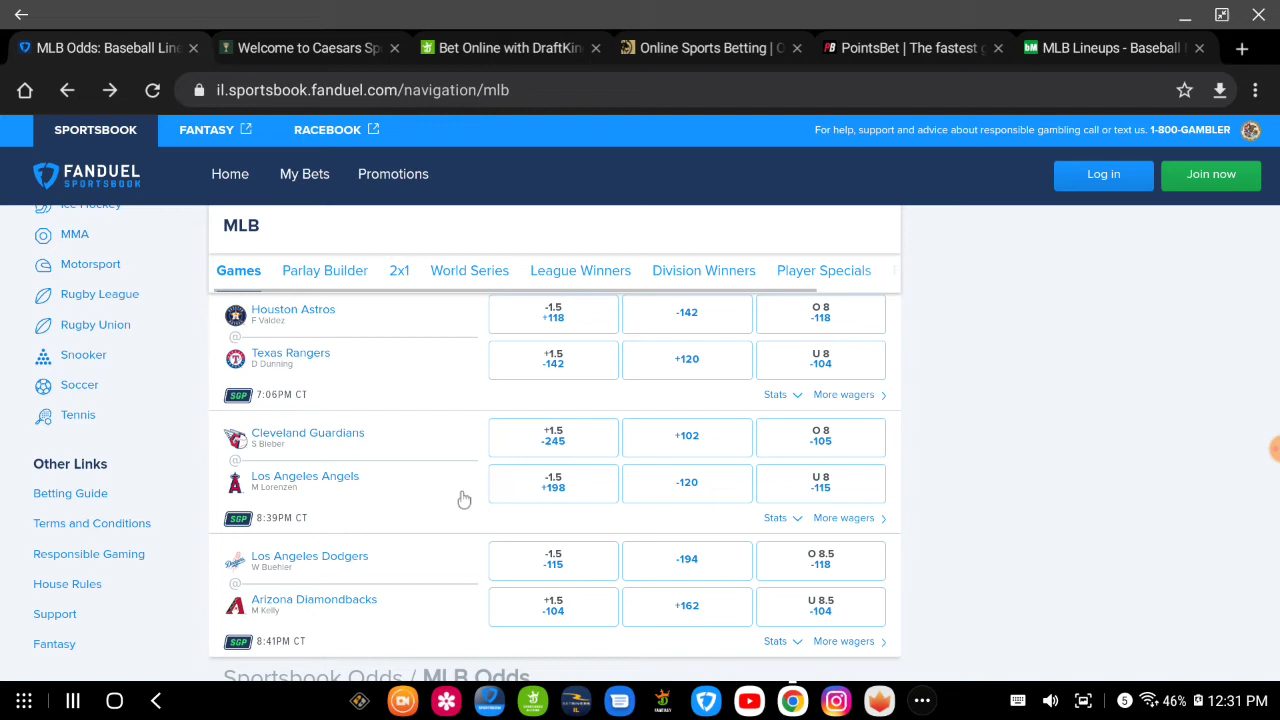 MLB Odds: Baseball Line
Welcome to Caesars Sp
Bet Online with DraftKin
Online Sports Betting | O
PointsBet | The fastest g
MLB Lineups - Baseball
il.sportsbook.fanduel.com/navigation/mlb
SPORTSBOOK FANTASY RACEBOOK
For help, support and advice about responsible gambling call or text us. 1-800-GAMBLER
FANDUEL
SPORTSBOOK
Home My Bets Promotions
Log in Join now
Ice Hockey
MMA
Motorsport
Rugby League
Rugby Union
Snooker
Soccer
Tennis
Other Links
Betting Guide
Terms and Conditions
Responsible Gaming
House Rules
Support
Fantasy
MLB
Games Parlay Builder 2x1 World Series League Winners Division Winners Player Specials
Houston Astros
F Valdez
-1.5
+118
-142
O 8
-118
@
Texas Rangers
D Dunning
+1.5
-142
+120
U 8
-104
SGP 7:06PM CT Stats More wagers
Cleveland Guardians
S Bieber
+1.5
-245
+102
O 8
-105
@
Los Angeles Angels
M Lorenzen
-1.5
+198
-120
U 8
-115
SGP 8:39PM CT Stats More wagers
Los Angeles Dodgers
W Buehler
-1.5
-115
-194
O 8.5
-118
@
Arizona Diamondbacks
M Kelly
+1.5
-104
+162
U 8.5
-104
SGP 8:41PM CT Stats More wagers
Sportsbook Odds / MLB Odds
5 46% 12:31 PM